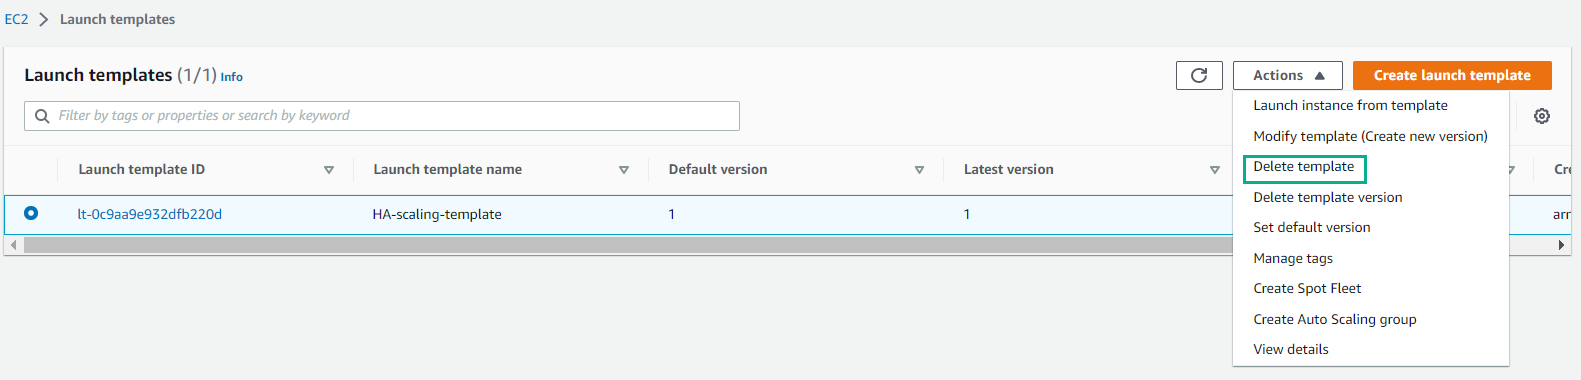 EC2 > Launch templates
Launch templates (1/1) Info
Actions
Create launch template
Filter by tags or properties or search by keyword
Launch template ID
Launch template name
Default version
Latest version
Cre
lt-0c9aa9e932dfb220d
HA-scaling-template
1
1
arn
Launch instance from template
Modify template (Create new version)
Delete template
Delete template version
Set default version
Manage tags
Create Spot Fleet
Create Auto Scaling group
View details